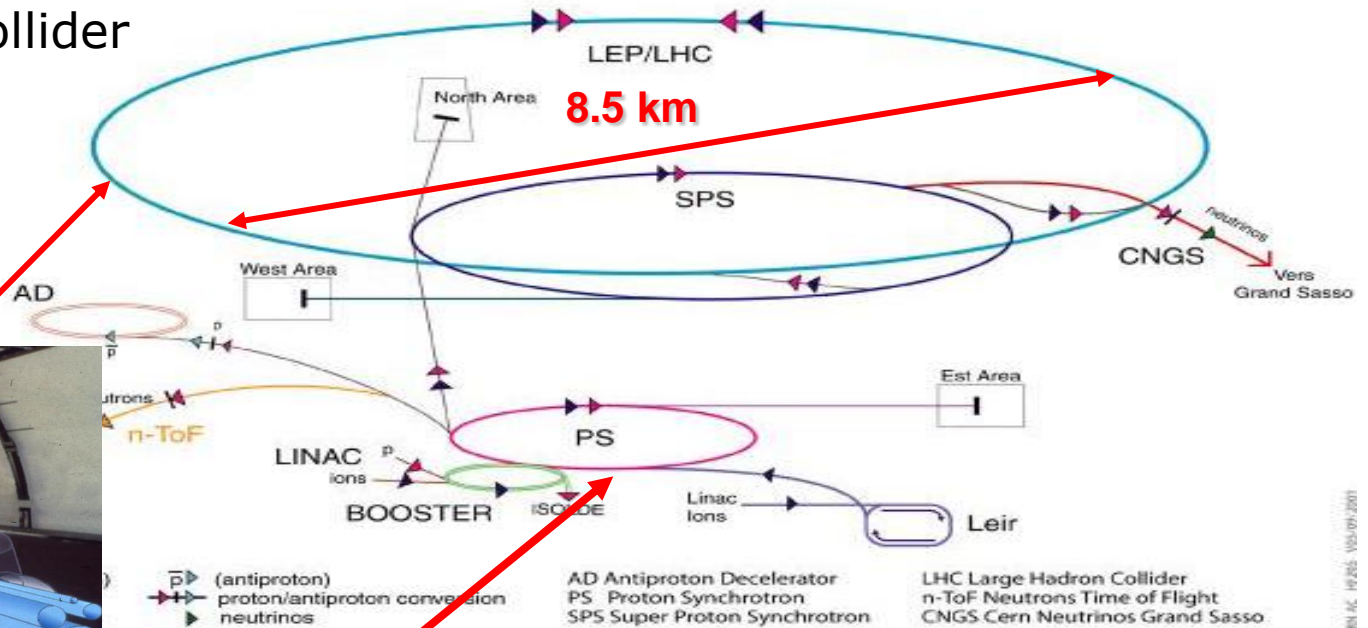 ollider
LEP/LHC
North Area
8.5 km
SPS
neutrinos
CNGS
Vers
Grand Sasso
West Area
AD
p
p̅
Est Area
utrons
n-ToF
PS
LINAC
p
ions
BOOSTER
ISOLDE
Linac
Ions
Leir
) p̅ (antiproton)
proton/antiproton conversion
neutrinos
AD Antiproton Decelerator
PS Proton Synchrotron
SPS Super Proton Synchrotron
LHC Large Hadron Collider
n-ToF Neutrons Time of Flight
CNGS Cern Neutrinos Grand Sasso